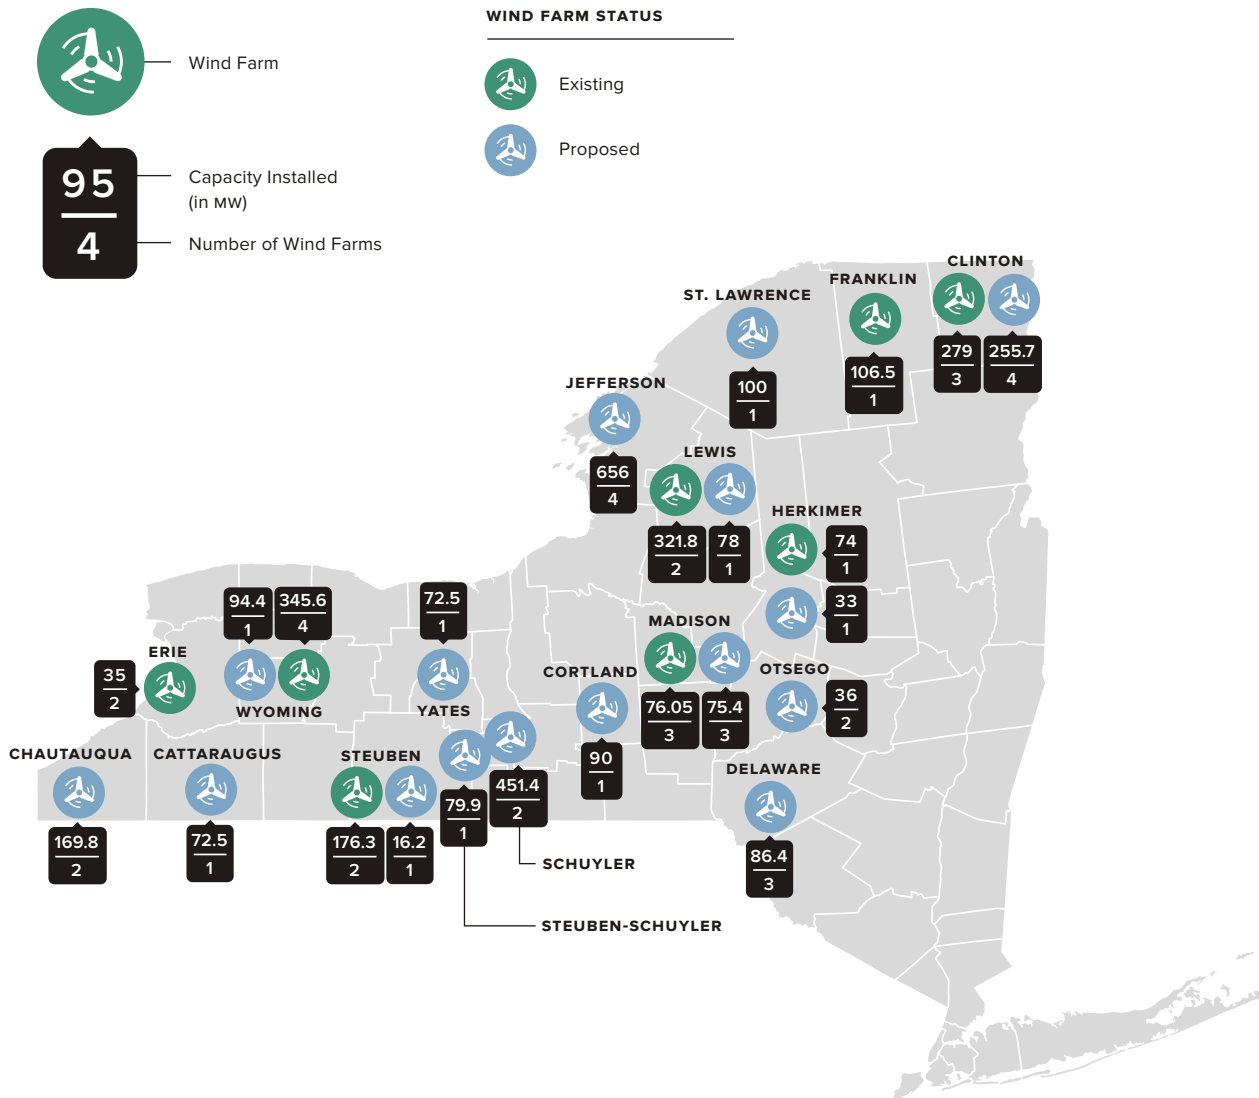 Wind Farm
95
4
Capacity Installed
(in MW)
Number of Wind Farms
WIND FARM STATUS
Existing
Proposed
CLINTON
279
3
255.7
4
FRANKLIN
106.5
1
ST. LAWRENCE
100
1
JEFFERSON
656
4
LEWIS
321.8
2
78
1
HERKIMER
74
1
33
1
94.4
1
345.6
4
WYOMING
72.5
1
YATES
MADISON
76.05
3
75.4
3
ERIE
35
2
CORTLAND
90
1
OTSEGO
36
2
CHAUTAUQUA
169.8
2
CATTARAUGUS
72.5
1
STEUBEN
176.3
2
16.2
1
79.9
1
451.4
2
DELAWARE
86.4
3
SCHUYLER
STEUBEN-SCHUYLER